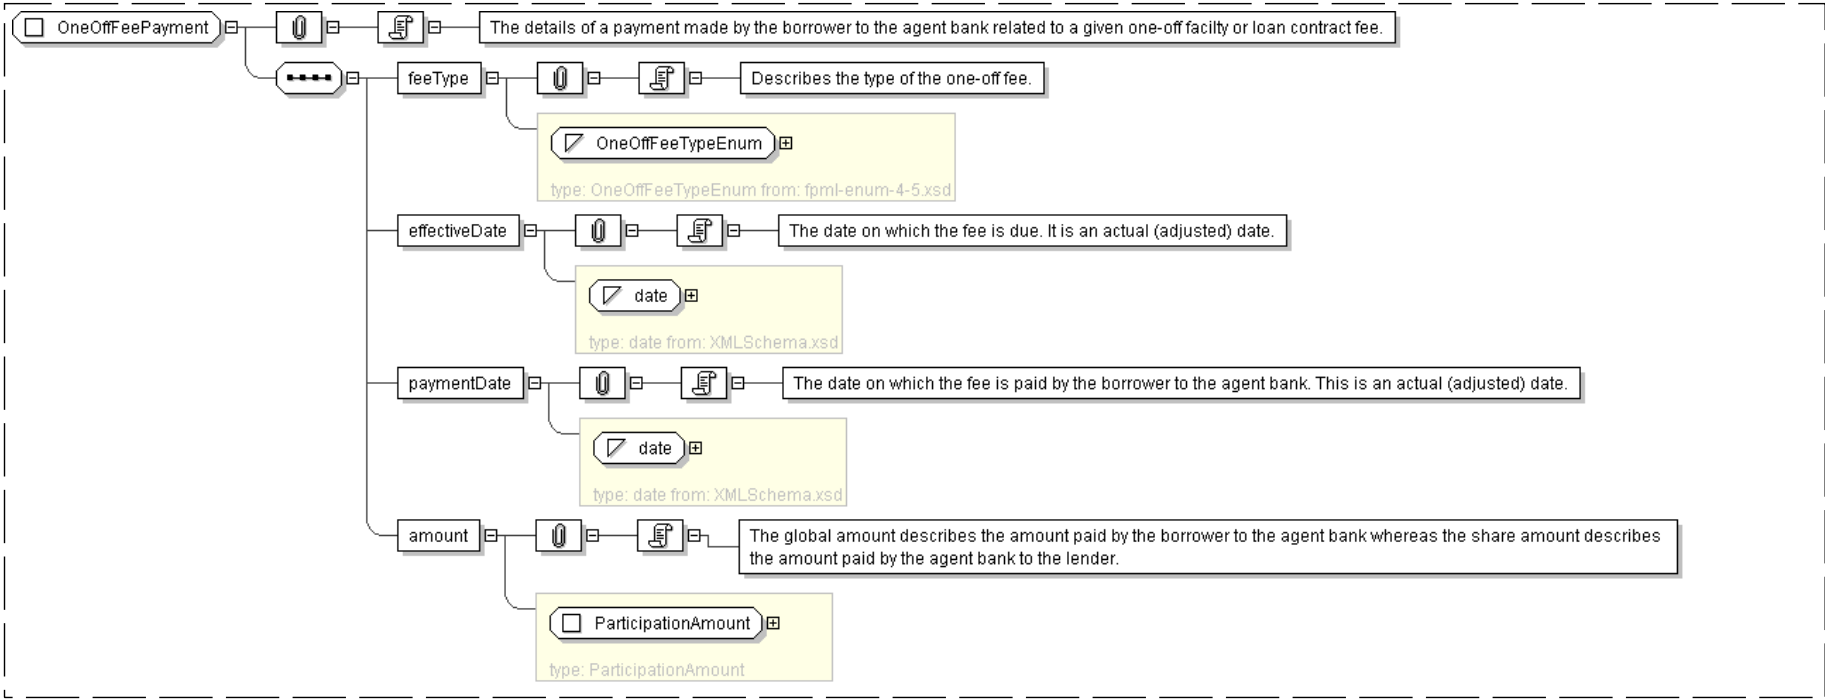 OneOffFeePayment
The details of a payment made by the borrower to the agent bank related to a given one-off facility or loan contract fee.
feeType
Describes the type of the one-off fee.
OneOffFeeTypeEnum
type: OneOffFeeTypeEnum from: fpml-enum-4-5.xsd
effectiveDate
The date on which the fee is due. It is an actual (adjusted) date.
date
type: date from: XMLSchema.xsd
paymentDate
The date on which the fee is paid by the borrower to the agent bank. This is an actual (adjusted) date.
date
type: date from: XMLSchema.xsd
amount
The global amount describes the amount paid by the borrower to the agent bank whereas the share amount describes
the amount paid by the agent bank to the lender.
ParticipationAmount
type: ParticipationAmount